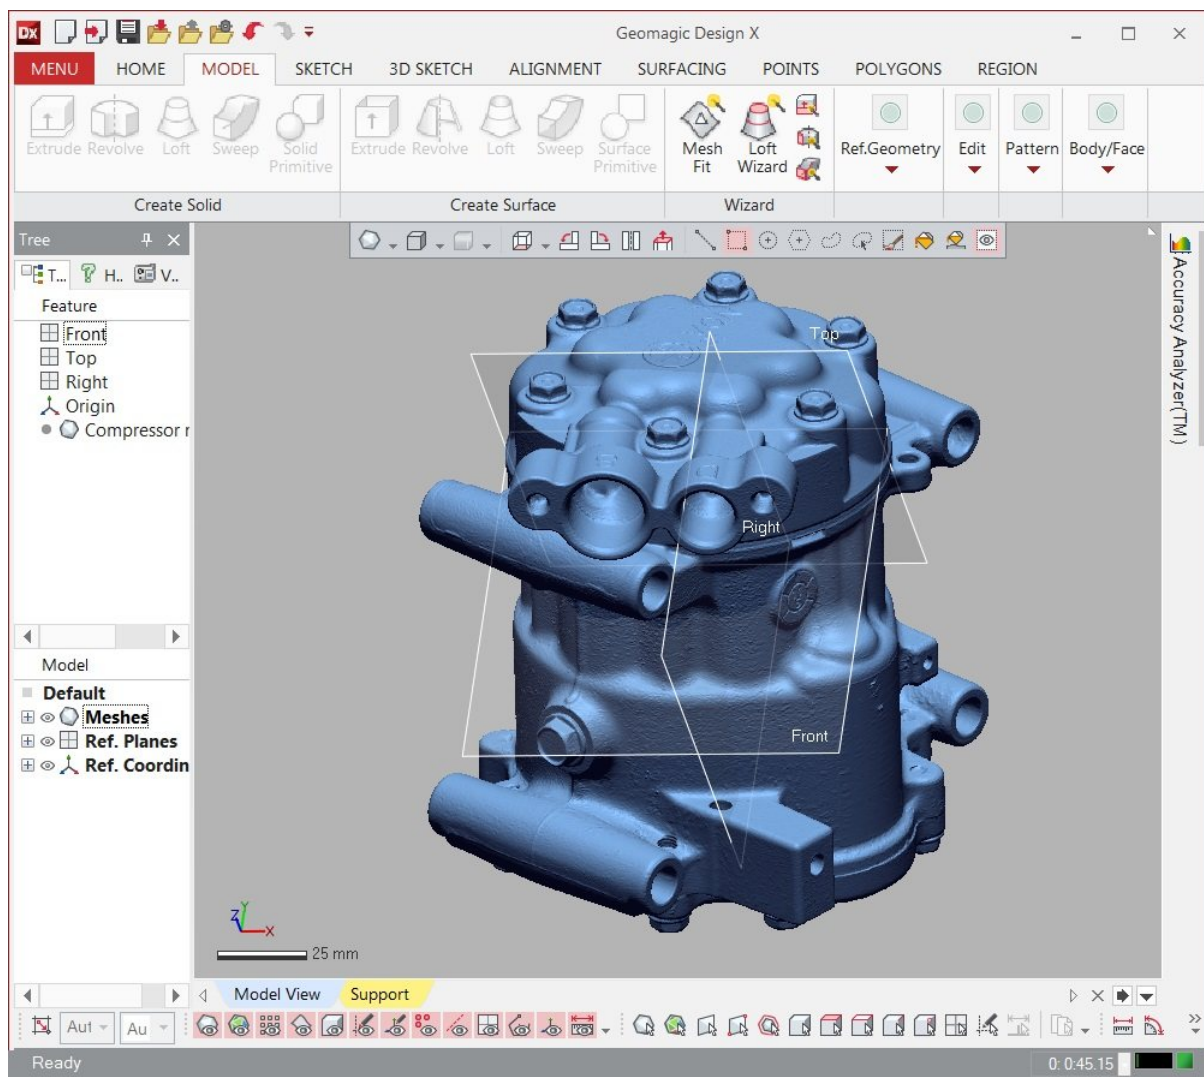 Dx
Geomagic Design X
MENU HOME MODEL SKETCH 3D SKETCH ALIGNMENT SURFACING POINTS POLYGONS REGION
Extrude Revolve Loft Sweep Solid Primitive Extrude Revolve Loft Sweep Surface Primitive Mesh Fit Loft Wizard Ref.Geometry Edit Pattern Body/Face
Create Solid Create Surface Wizard
Tree
T... H.. V..
Feature
Front
Top
Right
Origin
Compressor r
Model
Default
Meshes
Ref. Planes
Ref. Coordin
Top
Right
Front
Accuracy Analyzer(TM)
Z Y X
25 mm
Model View Support
Aut Au
Ready 0: 0:45.15